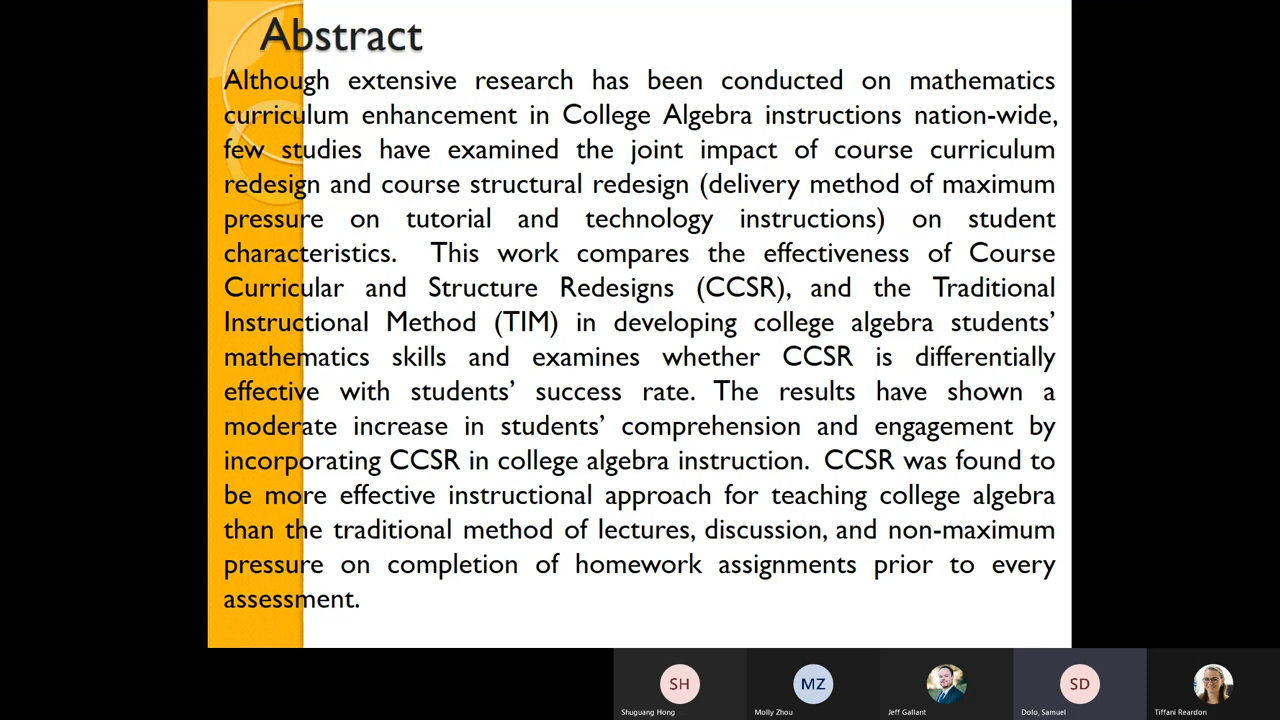 Abstract
Although extensive research has been conducted on mathematics
curriculum enhancement in College Algebra instructions nation-wide,
few studies have examined the joint impact of course curriculum
redesign and course structural redesign (delivery method of maximum
pressure on tutorial and technology instructions) on student
characteristics. This work compares the effectiveness of Course
Curricular and Structure Redesigns (CCSR), and the Traditional
Instructional Method (TIM) in developing college algebra students’
mathematics skills and examines whether CCSR is differentially
effective with students’ success rate. The results have shown a
moderate increase in students’ comprehension and engagement by
incorporating CCSR in college algebra instruction. CCSR was found to
be more effective instructional approach for teaching college algebra
than the traditional method of lectures, discussion, and non-maximum
pressure on completion of homework assignments prior to every
assessment.
SH
MZ
SD
Shuguang Hong
Molly Zhou
Jeff Gallant
Dolo, Samuel
Tiffani Reardon